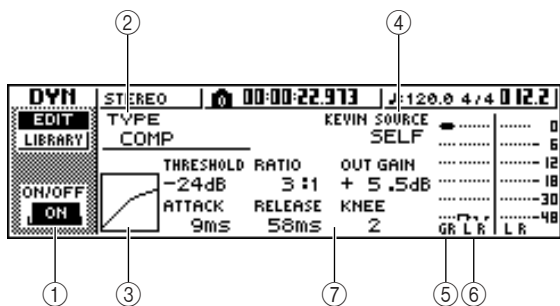 ② ④
DYN STEREO 00:00:22.973 ♩:120.0 4/4 012.2
EDIT TYPE KEVIN SOURCE 0
LIBRARY COMP SELF 6
THRESHOLD RATIO OUT GAIN 12
-24dB 3:1 + 5.5dB 18
ON/OFF ATTACK RELEASE KNEE 30
ON 9ms 58ms 2 48
GR L R L R
① ③ ⑦ ⑤ ⑥